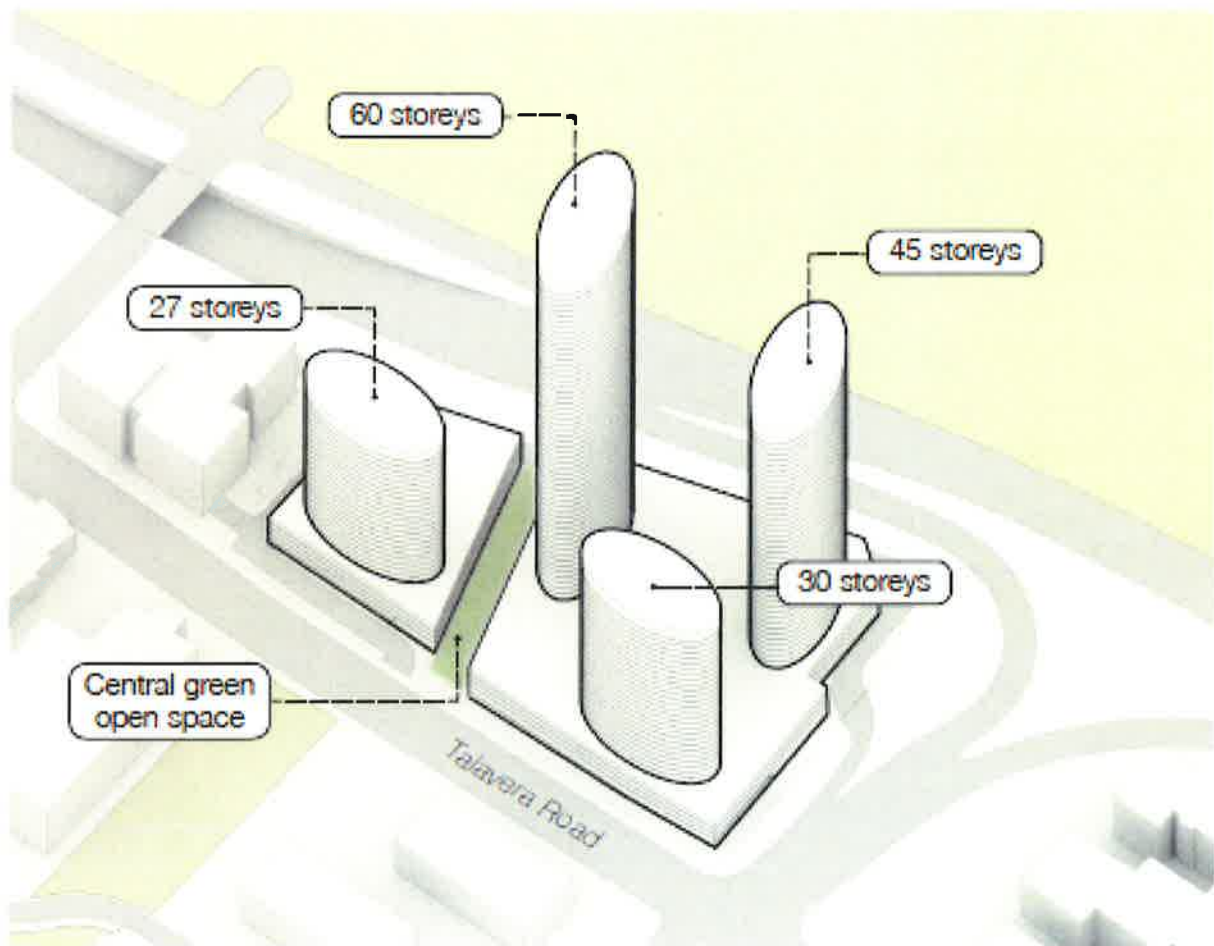 60 storeys
45 storeys
27 storeys
30 storeys
Central green
open space
Talavera Road